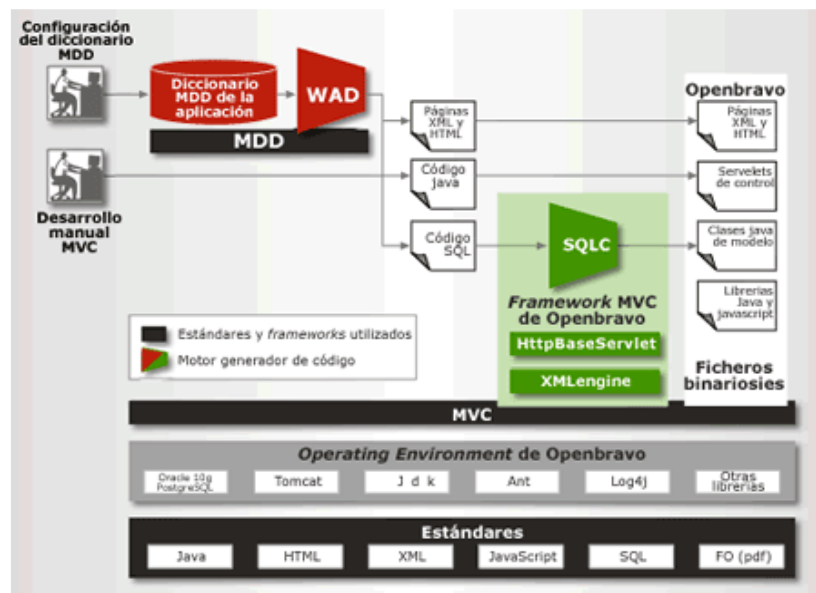 Configuración
del diccionario
MDD
Diccionario
MDD de la
aplicación
WAD
MDD
Openbravo
Páginas
XML y
HTML
Páginas
XML y
HTML
Código
java
Servelets
de control
Desarrollo
manual
MVC
Código
SQL
SQLC
Clases java
de modelo
Framework MVC
de Openbravo
Librerias
Java y
javascript
HttpBaseServlet
XMLengine
Ficheros
binariosies
Estándares y frameworks utilizados
Motor generador de código
MVC
Operating Environment de Openbravo
Oracle 10g
PostgreSQL
Tomcat
J d k
Ant
Log4j
Otras
librerias
Estándares
Java
HTML
XML
JavaScript
SQL
FO (pdf)